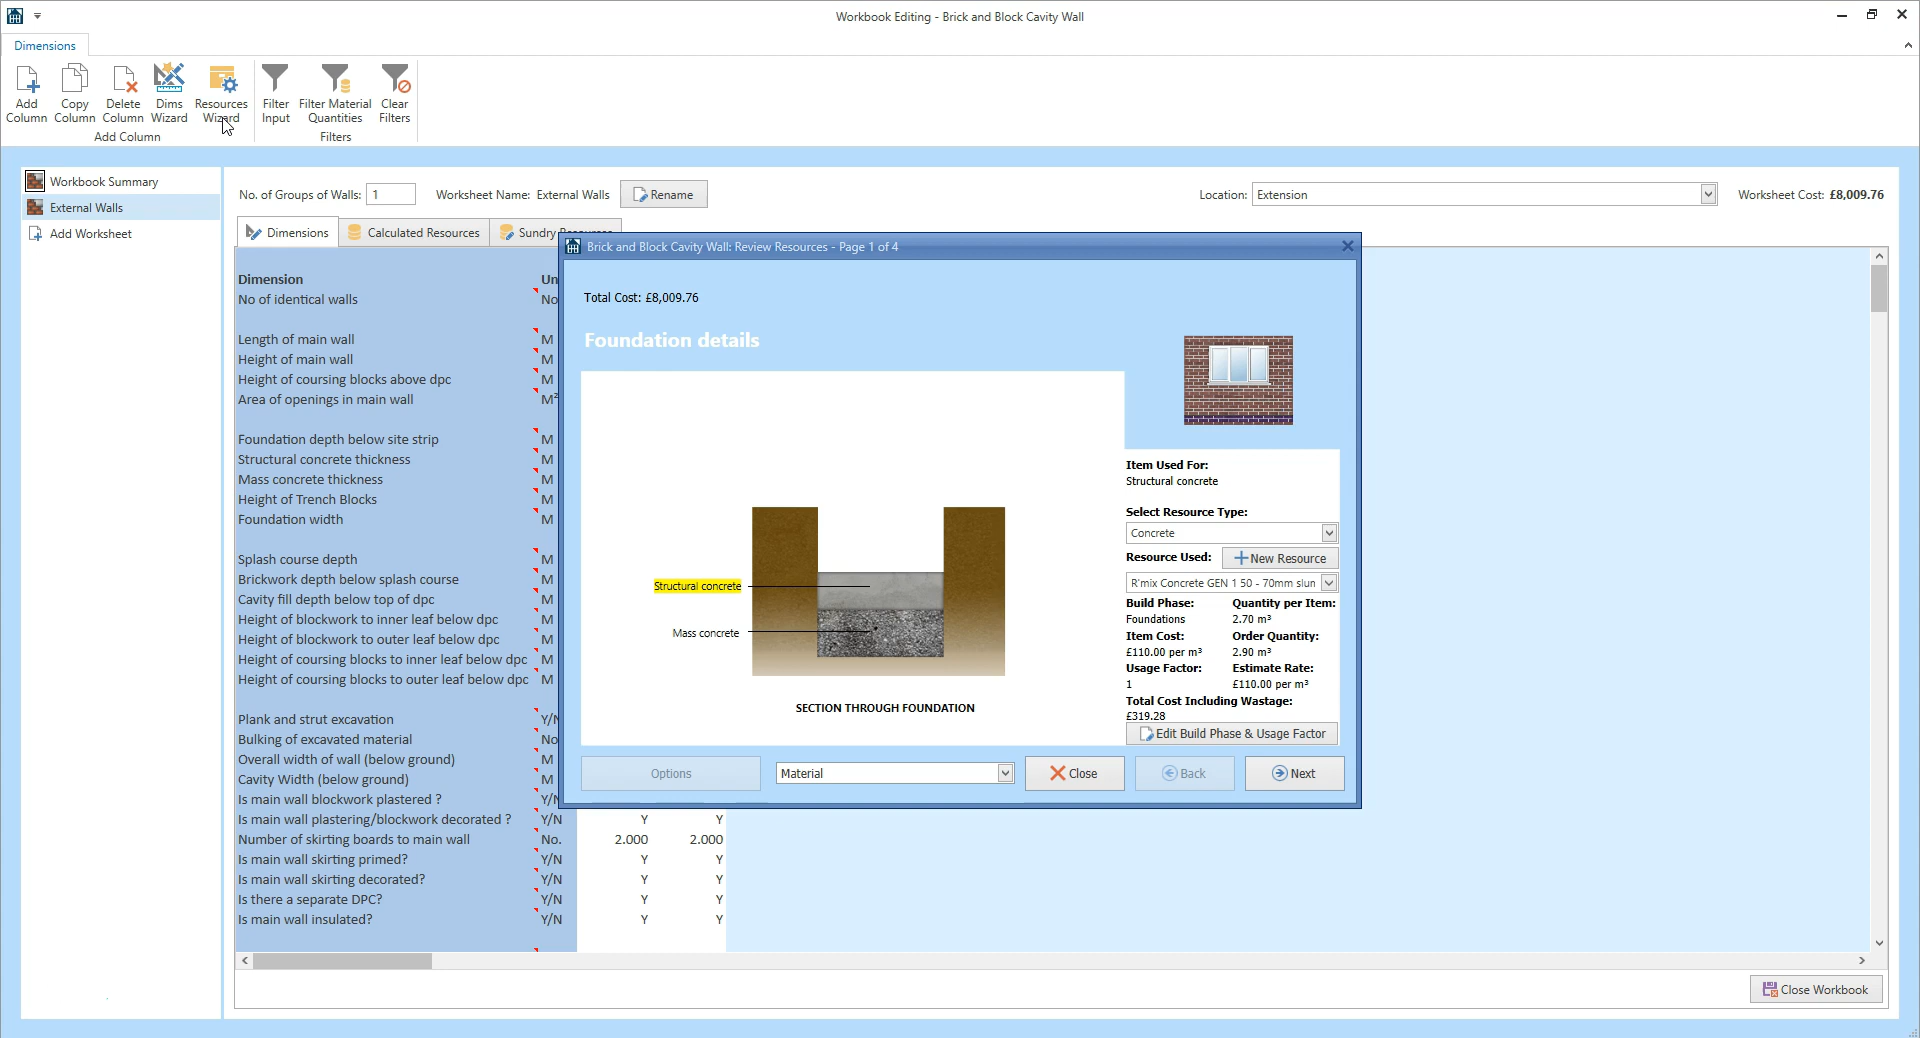 Workbook Editing - Brick and Block Cavity Wall
Dimensions
Add Column
Copy Column
Delete Column
Dims Wizard
Resources Wizard
Filter Input
Filter Material Quantities
Clear Filters
Add Column
Filters
Workbook Summary
External Walls
Add Worksheet
No. of Groups of Walls: 1
Worksheet Name: External Walls
Rename
Location: Extension
Worksheet Cost: £8,009.76
Dimensions
Calculated Resources
Sundry
Dimension
No of identical walls No
Length of main wall M
Height of main wall M
Height of coursing blocks above dpc M
Area of openings in main wall M²
Foundation depth below site strip M
Structural concrete thickness M
Mass concrete thickness M
Height of Trench Blocks M
Foundation width M
Splash course depth M
Brickwork depth below splash course M
Cavity fill depth below top of dpc M
Height of blockwork to inner leaf below dpc M
Height of blockwork to outer leaf below dpc M
Height of coursing blocks to inner leaf below dpc M
Height of coursing blocks to outer leaf below dpc M
Plank and strut excavation Y/N
Bulking of excavated material No
Overall width of wall (below ground) M
Cavity Width (below ground) M
Is main wall blockwork plastered ? Y/N
Is main wall plastering/blockwork decorated ? Y/N Y Y
Number of skirting boards to main wall No. 2.000 2.000
Is main wall skirting primed? Y/N Y Y
Is main wall skirting decorated? Y/N Y Y
Is there a separate DPC? Y/N Y Y
Is main wall insulated? Y/N Y Y
Brick and Block Cavity Wall: Review Resources - Page 1 of 4
Total Cost: £8,009.76
Foundation details
Structural concrete
Mass concrete
SECTION THROUGH FOUNDATION
Item Used For:
Structural concrete
Select Resource Type:
Concrete
Resource Used:
New Resource
R'mix Concrete GEN 1 50 - 70mm slun
Build Phase: Quantity per Item:
Foundations 2.70 m³
Item Cost: Order Quantity:
£110.00 per m³ 2.90 m³
Usage Factor: Estimate Rate:
1 £110.00 per m³
Total Cost Including Wastage:
£319.28
Edit Build Phase & Usage Factor
Options
Material
Close
Back
Next
Close Workbook